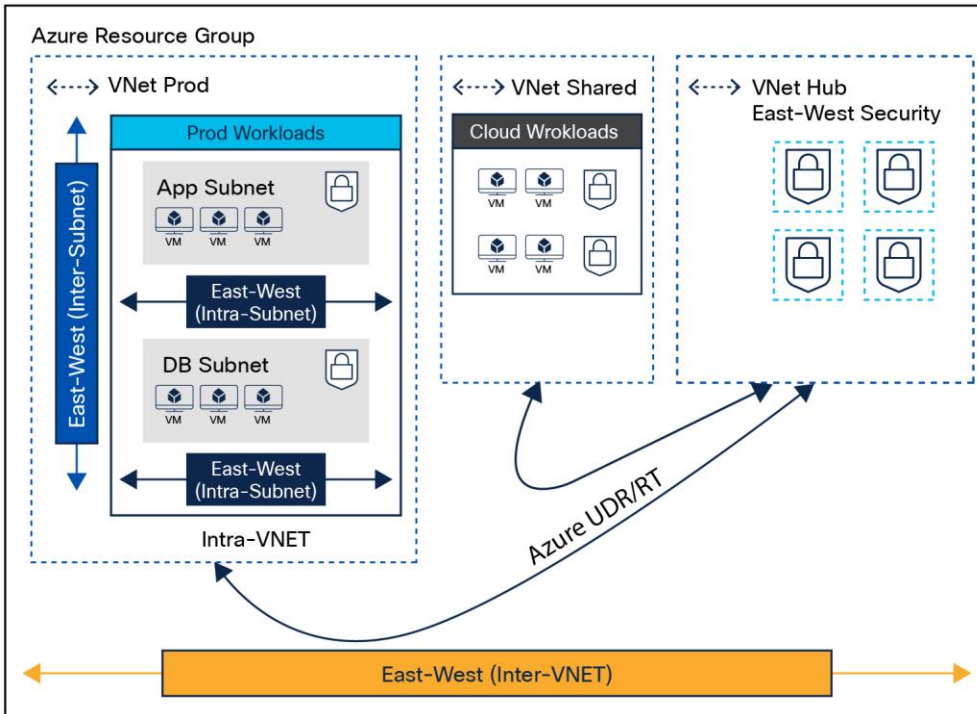 Azure Resource Group
VNet Prod
Prod Workloads
App Subnet
VM VM VM
East-West
(Intra-Subnet)
DB Subnet
VM VM VM
East-West
(Intra-Subnet)
East-West (Inter-Subnet)
Intra-VNET
VNet Shared
Cloud Wrokloads
VM VM
VM VM
VNet Hub
East-West Security
Azure UDR/RT
East-West (Inter-VNET)